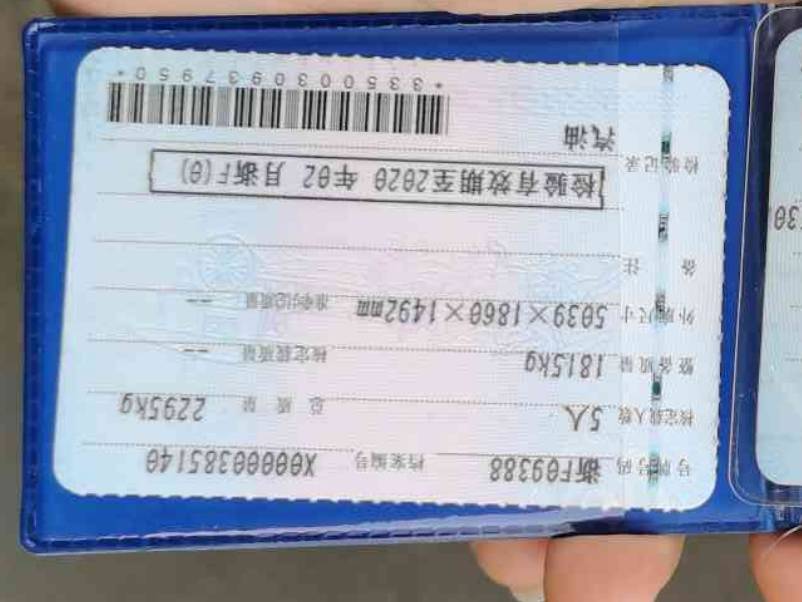 号牌号码 浙F09388 档案编号 X00000385140
核定载人数 5人 总质量 2295kg
整备质量 1815kg 核定载质量 --
外廓尺寸 5039×1860×1492mm 准牵引总质量 --
备注
检验有效期至2020年02月浙F(0)
检验记录
汽油
*3350030937950*